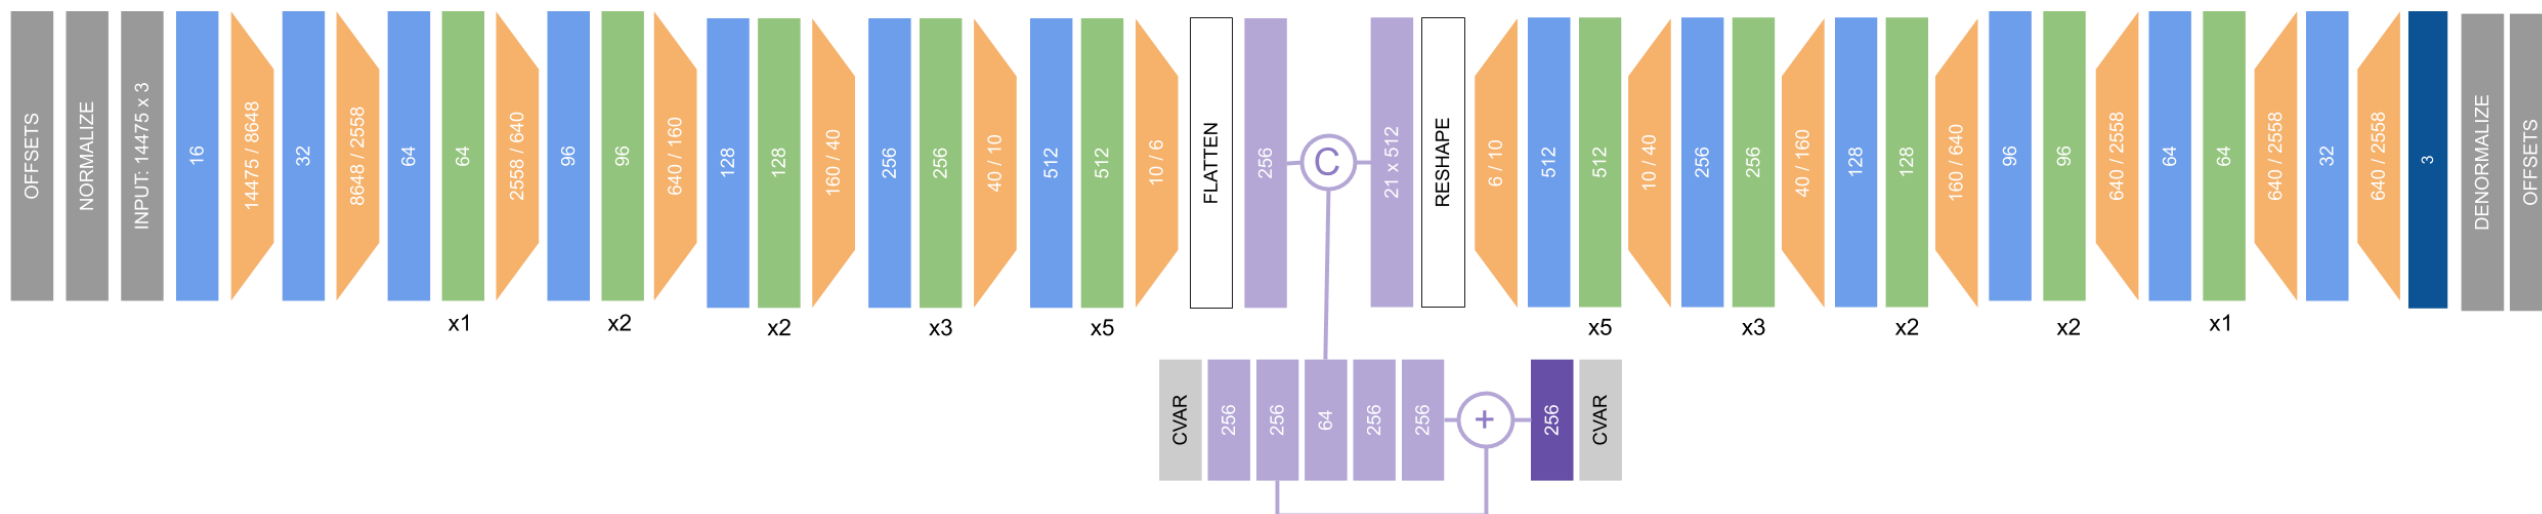 OFFSETS
NORMALIZE
INPUT: 14475 x 3
16
14475 / 8648
32
8648 / 2558
64
64
x1
2558 / 640
96
96
x2
640 / 160
128
128
x2
160 / 40
256
256
x3
40 / 10
512
512
x5
10 / 6
FLATTEN
256
C
21 x 512
RESHAPE
6 / 10
512
512
x5
10 / 40
256
256
x3
40 / 160
128
128
x2
160 / 640
96
96
x2
640 / 2558
64
64
x1
640 / 2558
32
640 / 2558
3
DENORMALIZE
OFFSETS
CVAR
256
256
64
256
256
+
256
CVAR